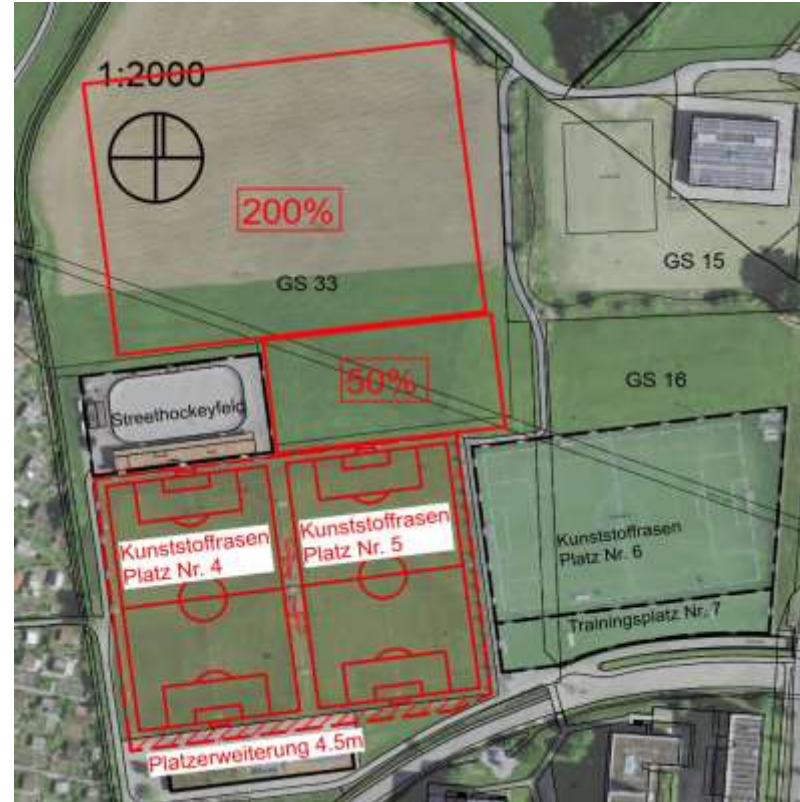 1:2000
200%
GS 33
GS 15
50%
GS 16
Streethockeyfeld
Kunststoffrasen
Platz Nr. 4
Kunststoffrasen
Platz Nr. 5
Kunststoffrasen
Platz Nr. 6
Trainingsplatz Nr. 7
Platzerweiterung 4.5m